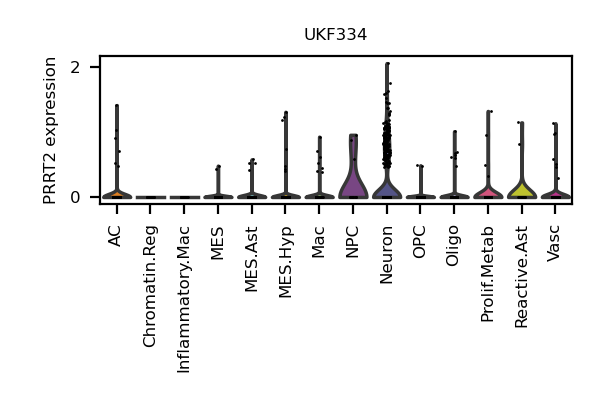 UKF334
PRRT2 expression
2
0
AC
Chromatin.Reg
Inflammatory.Mac
MES
MES.Ast
MES.Hyp
Mac
NPC
Neuron
OPC
Oligo
Prolif.Metab
Reactive.Ast
Vasc